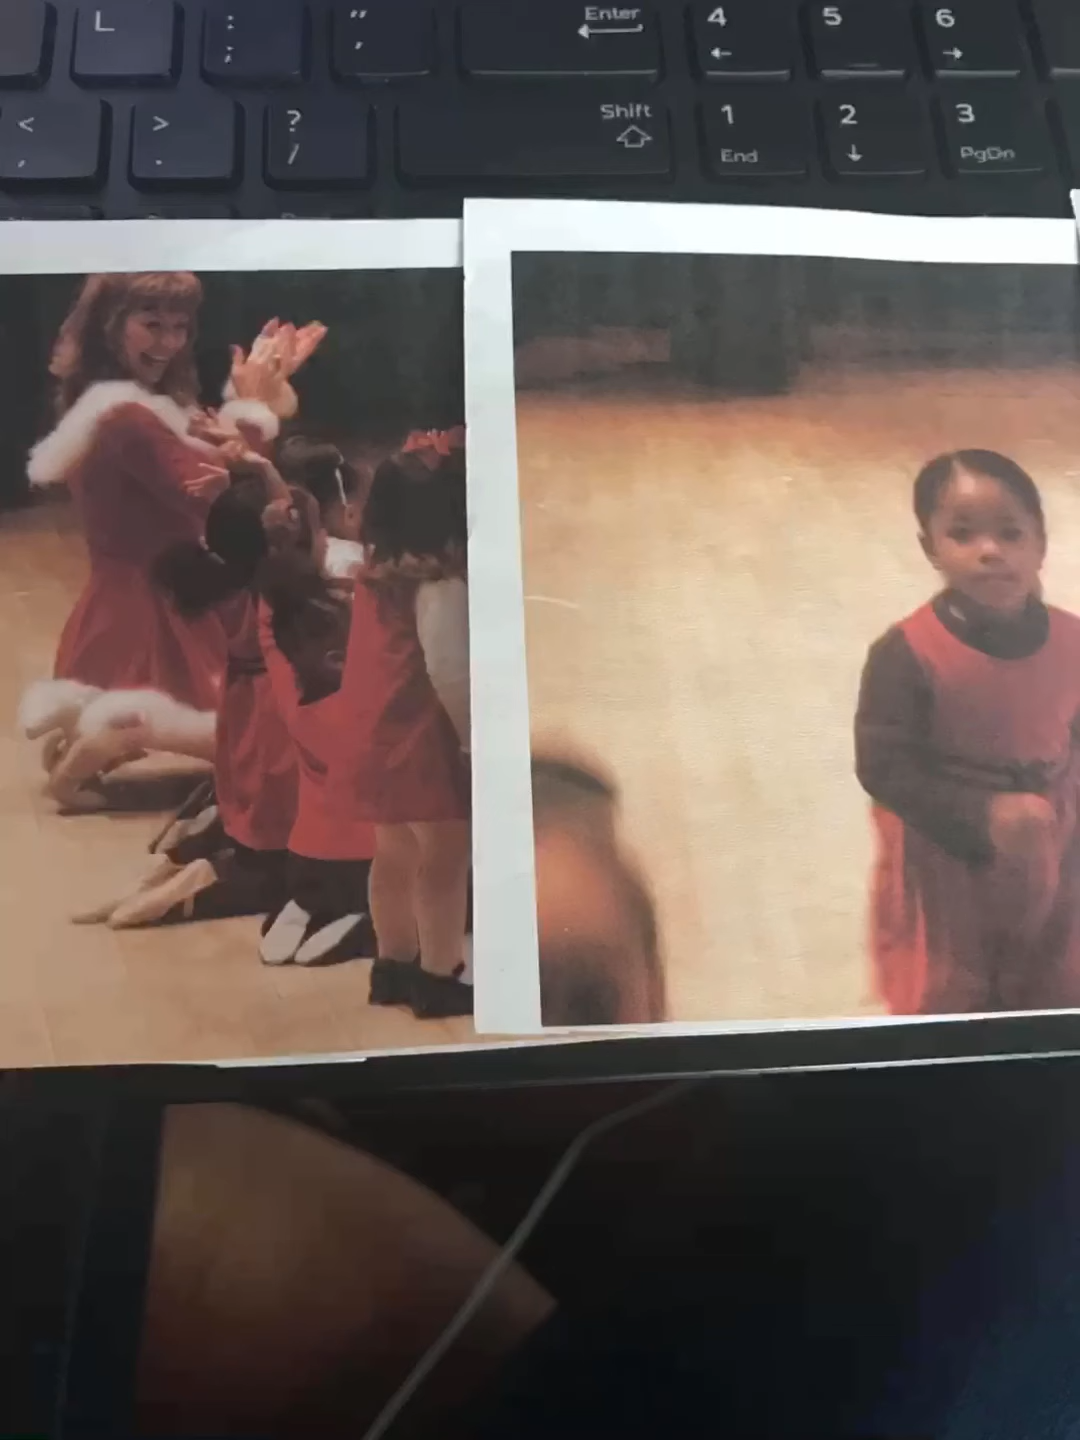 L : " Enter 4 5 6
; ' ← →
< > ? Shift 1 2 3
, . / End ↓ PgDn